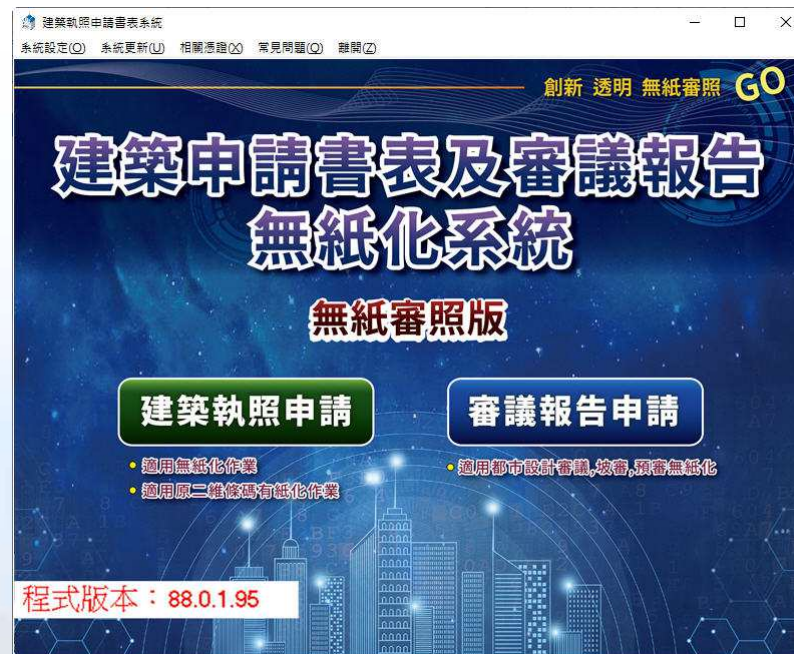 建築執照申請書表系統
系統設定(O) 系統更新(U) 相關憑證(X) 常見問題(Q) 離開(Z)
創新 透明 無紙審照 GO
建築申請書表及審議報告
無紙化系統
無紙審照版
建築執照申請
• 適用無紙化作業
• 適用原二維條碼有紙化作業
審議報告申請
• 適用都市設計審議,坡審,預審無紙化
程式版本：88.0.1.95